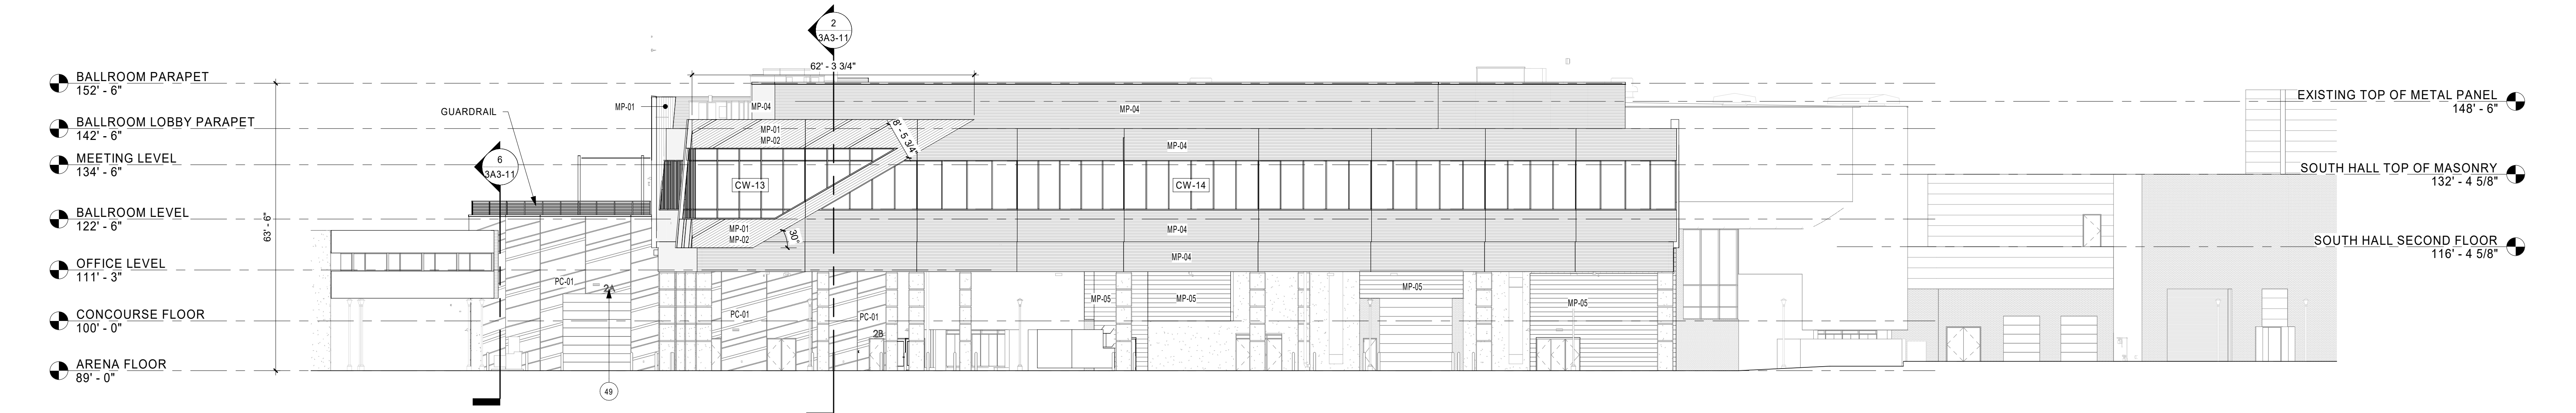 2
3A3-11
62' - 3 3/4"
BALLROOM PARAPET
152' - 6"
EXISTING TOP OF METAL PANEL
148' - 6"
MP-01
MP-04
MP-04
GUARDRAIL
BALLROOM LOBBY PARAPET
142' - 6"
MP-01
MP-02
8' - 5 3/4"
MP-04
MEETING LEVEL
134' - 6"
6
3A3-11
SOUTH HALL TOP OF MASONRY
132' - 4 5/8"
CW-13
CW-14
BALLROOM LEVEL
122' - 6"
63' - 6"
MP-01
MP-02
30°
MP-04
SOUTH HALL SECOND FLOOR
116' - 4 5/8"
OFFICE LEVEL
111' - 3"
MP-04
PC-01
2A
MP-05
MP-05
MP-05
MP-05
CONCOURSE FLOOR
100' - 0"
PC-01
PC-01
2B
ARENA FLOOR
89' - 0"
49